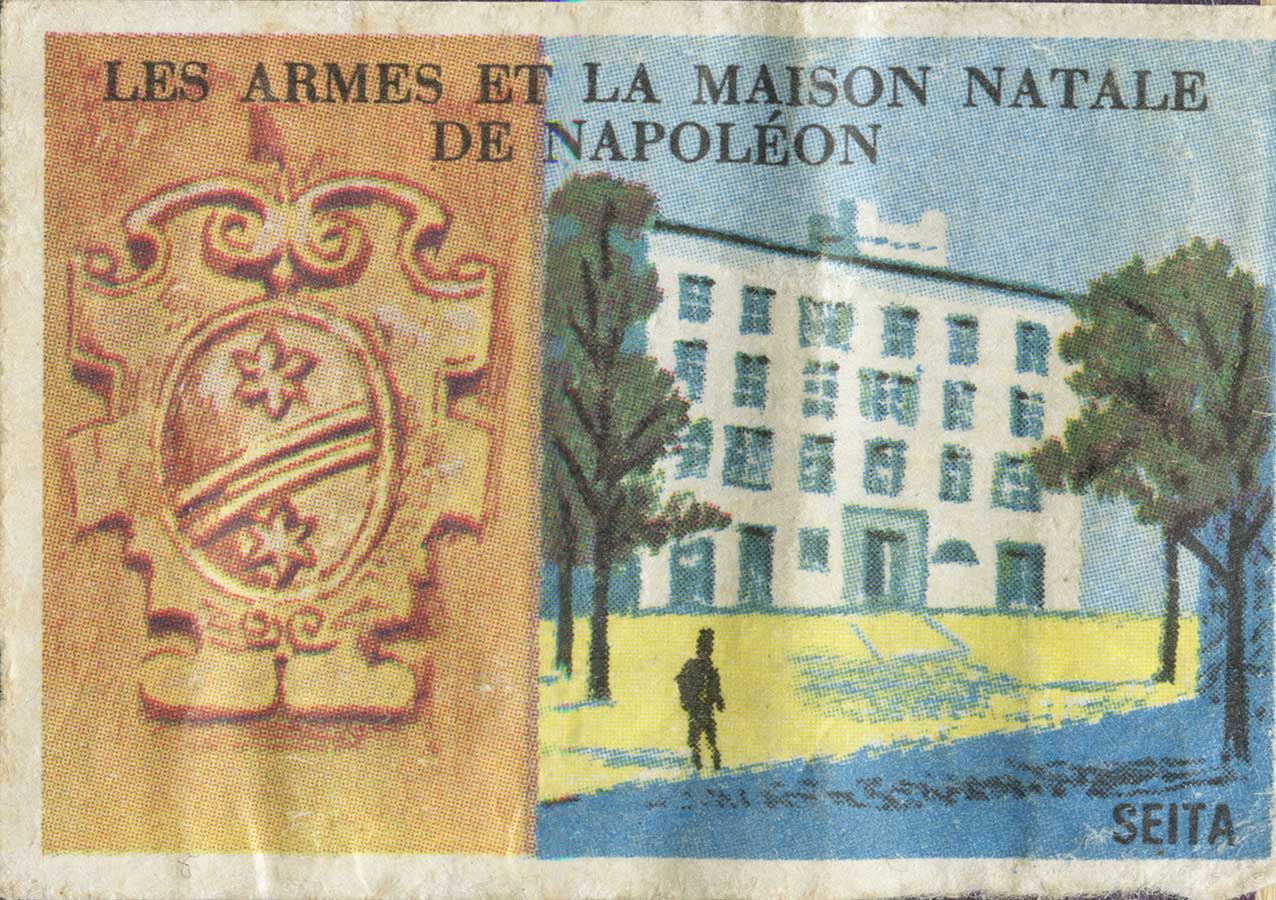 LES ARMES ET LA MAISON NATALE
DE NAPOLÉON
SEITA